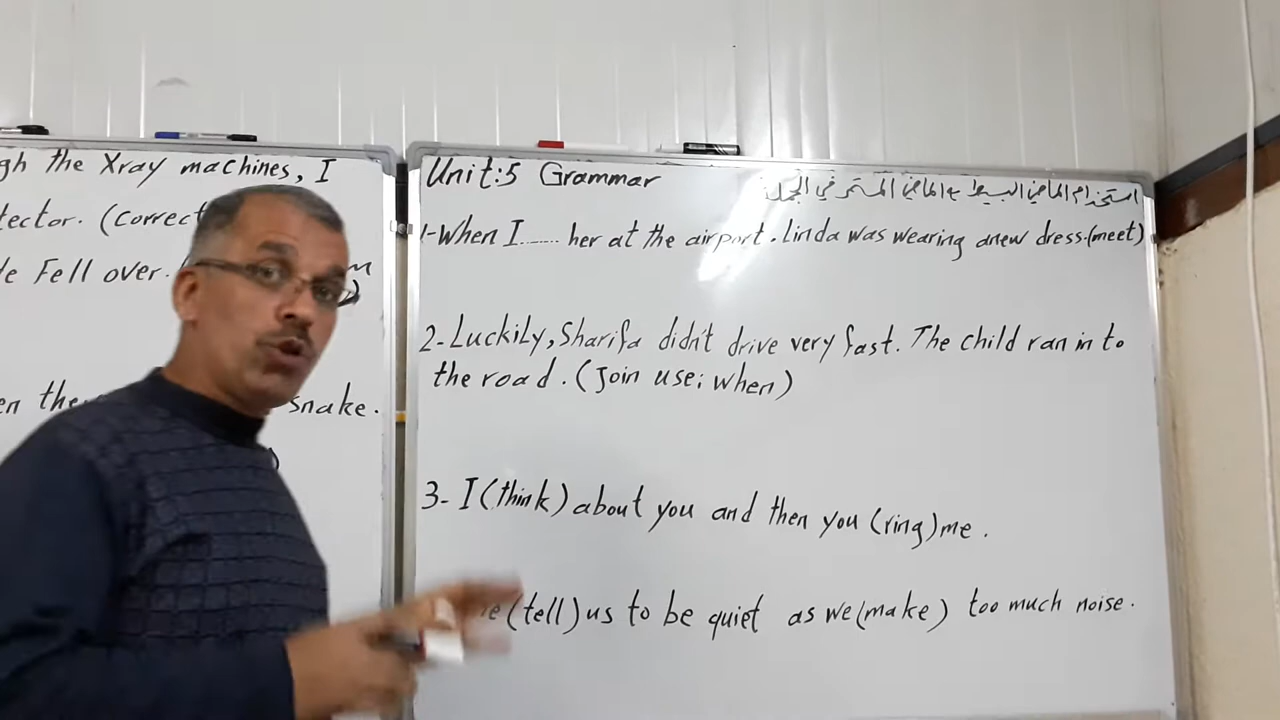 gh the Xray machines, I
tector. (correct
le Fell over.
en the snake.
Unit:5 Grammar
استخدام الماضي البسيط و الماضي المستمر في الجمل
1-When I....... her at the airport. Linda was wearing anew dress.(meet)
2-Luckily, Sharifa didn't drive very fast. The child ran in to
the road. (Join use: when)
3- I (think) about you and then you (ring) me.
e (tell) us to be quiet as we (make) too much noise.